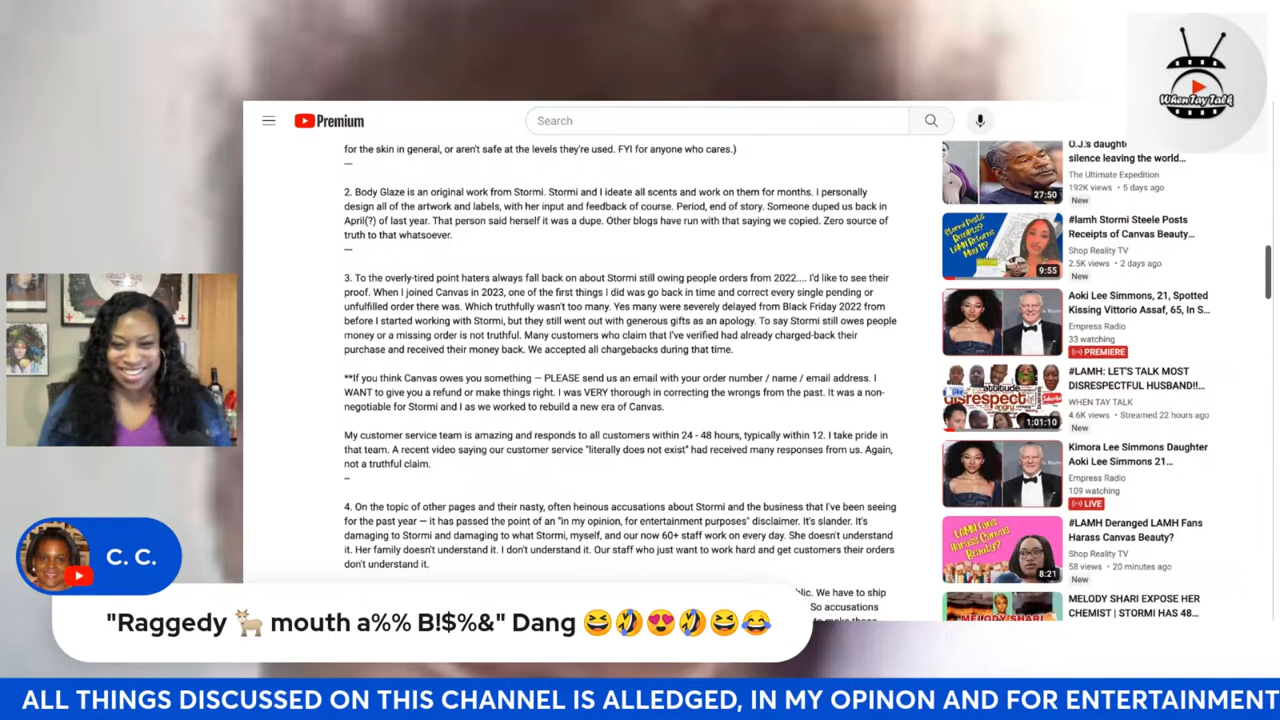 When Tay Talk
Premium
Search
for the skin in general, or aren't safe at the levels they're used. FYI for anyone who cares.)
---
2. Body Glaze is an original work from Stormi. Stormi and I ideate all scents and work on them for months. I personally
design all of the artwork and labels, with her input and feedback of course. Period, end of story. Someone duped us back in
April(?) of last year. That person said herself it was a dupe. Other blogs have run with that saying we copied. Zero source of
truth to that whatsoever.
---
3. To the overly-tired point haters always fall back on about Stormi still owing people orders from 2022.... I'd like to see their
proof. When I joined Canvas in 2023, one of the first things I did was go back in time and correct every single pending or
unfulfilled order there was. Which truthfully wasn't too many. Yes many were severely delayed from Black Friday 2022 from
before I started working with Stormi, but they still went out with generous gifts as an apology. To say Stormi still owes people
money or a missing order is not truthful. Many customers who claim that I've verified had already charged-back their
purchase and received their money back. We accepted all chargebacks during that time.
**If you think Canvas owes you something — PLEASE send us an email with your order number / name / email address. I
WANT to give you a refund or make things right. I was VERY thorough in correcting the wrongs from the past. It was a non-
negotiable for Stormi and I as we worked to rebuild a new era of Canvas.
My customer service team is amazing and responds to all customers within 24 - 48 hours, typically within 12. I take pride in
that team. A recent video saying our customer service "literally does not exist" had received many responses from us. Again,
not a truthful claim.
--
4. On the topic of other pages and their nasty, often heinous accusations about Stormi and the business that I've been seeing
for the past year — it has passed the point of an "in my opinion, for entertainment purposes" disclaimer. It's slander. It's
damaging to Stormi and damaging to what Stormi, myself, and our now 60+ staff work on every day. She doesn't understand
it. Her family doesn't understand it. I don't understand it. Our staff who just want to work hard and get customers their orders
don't understand it.
blic. We have to ship
So accusations
O.J.'s daught
silence leaving the world...
The Ultimate Expedition
192K views • 5 days ago
New
27:50
#lamh Stormi Steele Posts
Receipts of Canvas Beauty...
Shop Reality TV
2.5K views • 2 days ago
New
9:55
Aoki Lee Simmons, 21, Spotted
Kissing Vittorio Assaf, 65, In S...
Empress Radio
33 watching
PREMIERE
#LAMH: LET'S TALK MOST
DISRESPECTFUL HUSBAND!!...
WHEN TAY TALK
4.6K views • Streamed 22 hours ago
New
attitude
disrespect
1:01:10
Kimora Lee Simmons Daughter
Aoki Lee Simmons 21...
Empress Radio
109 watching
LIVE
#LAMH Deranged LAMH Fans
Harass Canvas Beauty?
Shop Reality TV
58 views • 20 minutes ago
New
LAMH Fans
Harass Canvas
Beauty?
8:21
MELODY SHARI EXPOSE HER
CHEMIST | STORMI HAS 48...
C. C.
"Raggedy 🐐 mouth a%% B!$%&" Dang 😆🤣😍🤣😆😂
ALL THINGS DISCUSSED ON THIS CHANNEL IS ALLEDGED, IN MY OPINON AND FOR ENTERTAINMENT